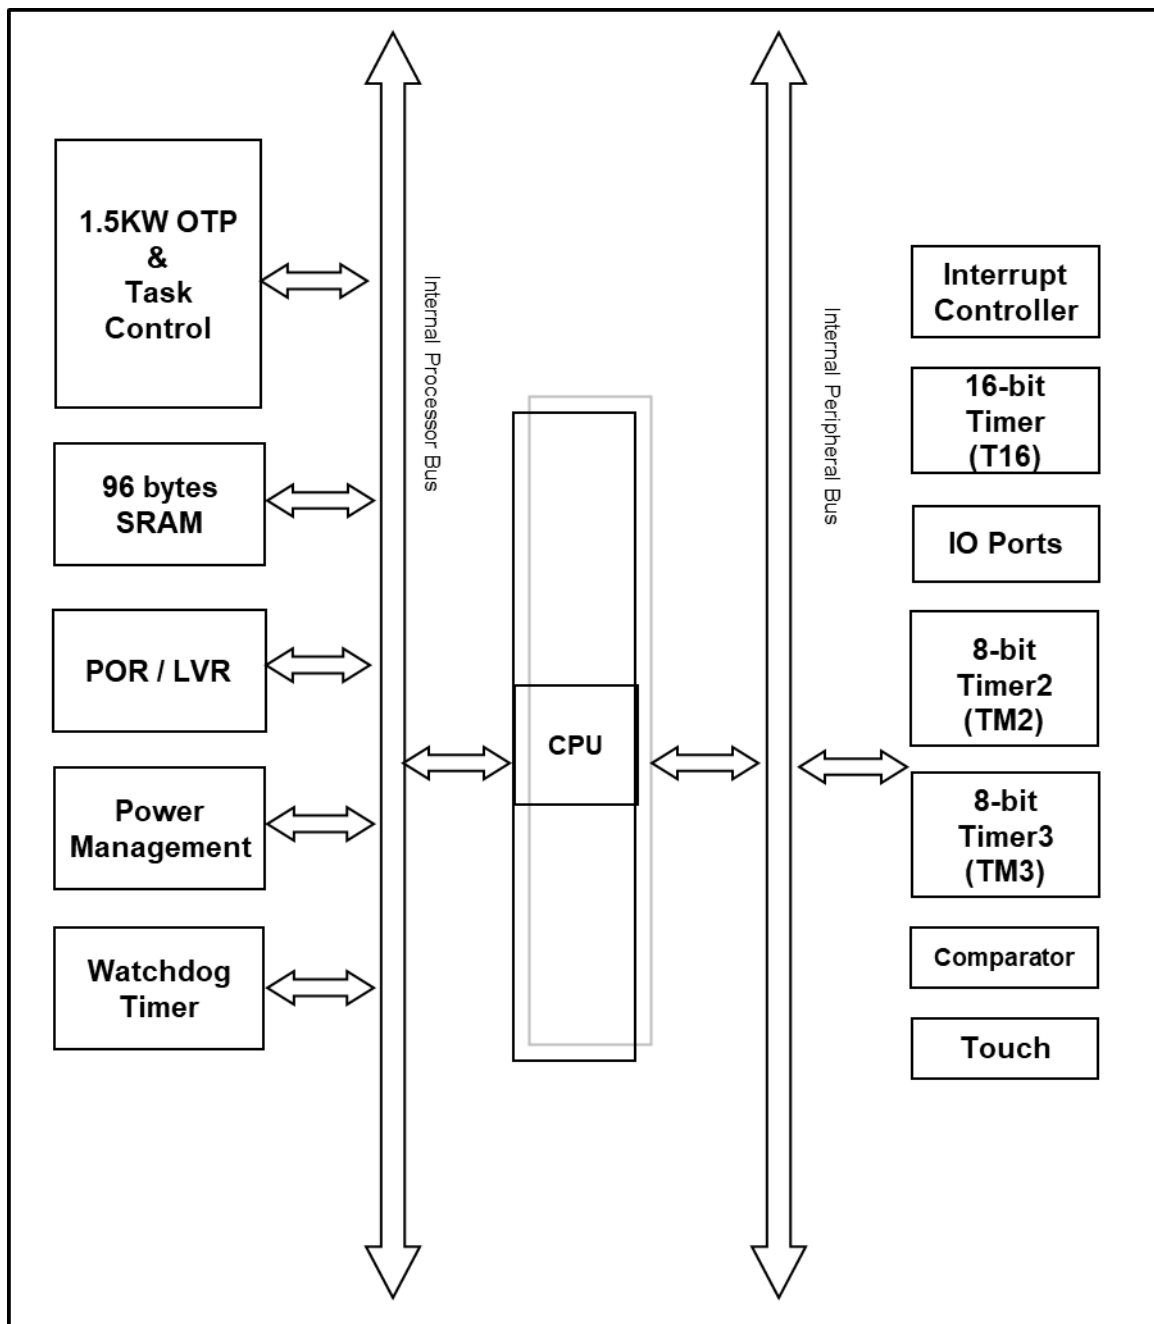 1.5KW OTP
&
Task
Control
96 bytes
SRAM
POR / LVR
Power
Management
Watchdog
Timer
Internal Processor Bus
CPU
Internal Peripheral Bus
Interrupt
Controller
16-bit
Timer
(T16)
IO Ports
8-bit
Timer2
(TM2)
8-bit
Timer3
(TM3)
Comparator
Touch